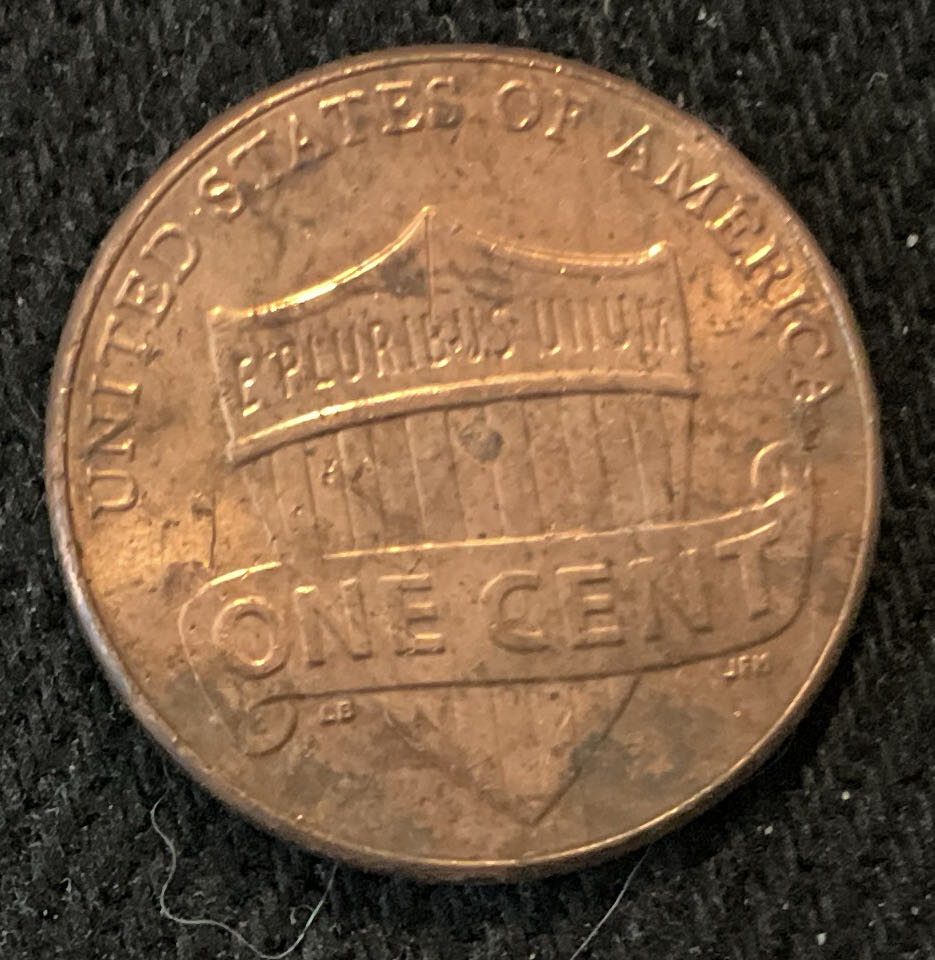 UNITED STATES OF AMERICA
E PLURIBUS UNUM
ONE CENT
LB
JFM